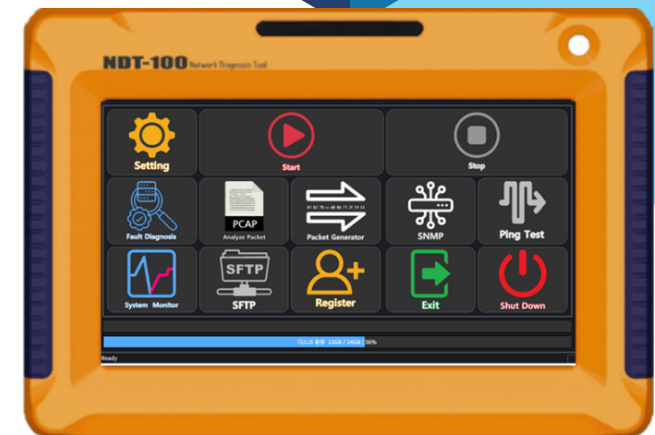 NDT-100 Network Diagnosis Tool
Setting
Start
Stop
Fault Diagnosis
PCAP
Analyze Packet
Packet Generator
SNMP
Ping Test
SFTP
System Monitor
SFTP
Register
Exit
Shut Down
56%
Ready